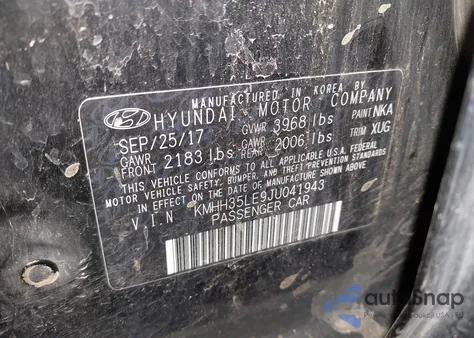 MANUFACTURED IN KOREA BY
HYUNDAI MOTOR COMPANY
SEP/25/17 GVWR 3968 lbs PAINT NKA
GAWR FRONT 2183 lbs GAWR REAR 2006 lbs TRIM XUG
THIS VEHICLE CONFORMS TO ALL APPLICABLE U.S.A. FEDERAL
MOTOR VEHICLE SAFETY, BUMPER, AND THEFT PREVENTION STANDARDS
IN EFFECT ON THE DATE OF MANUFACTURE SHOWN ABOVE
V I N KMHH35LE9JU041943
PASSENGER CAR
autoSnap